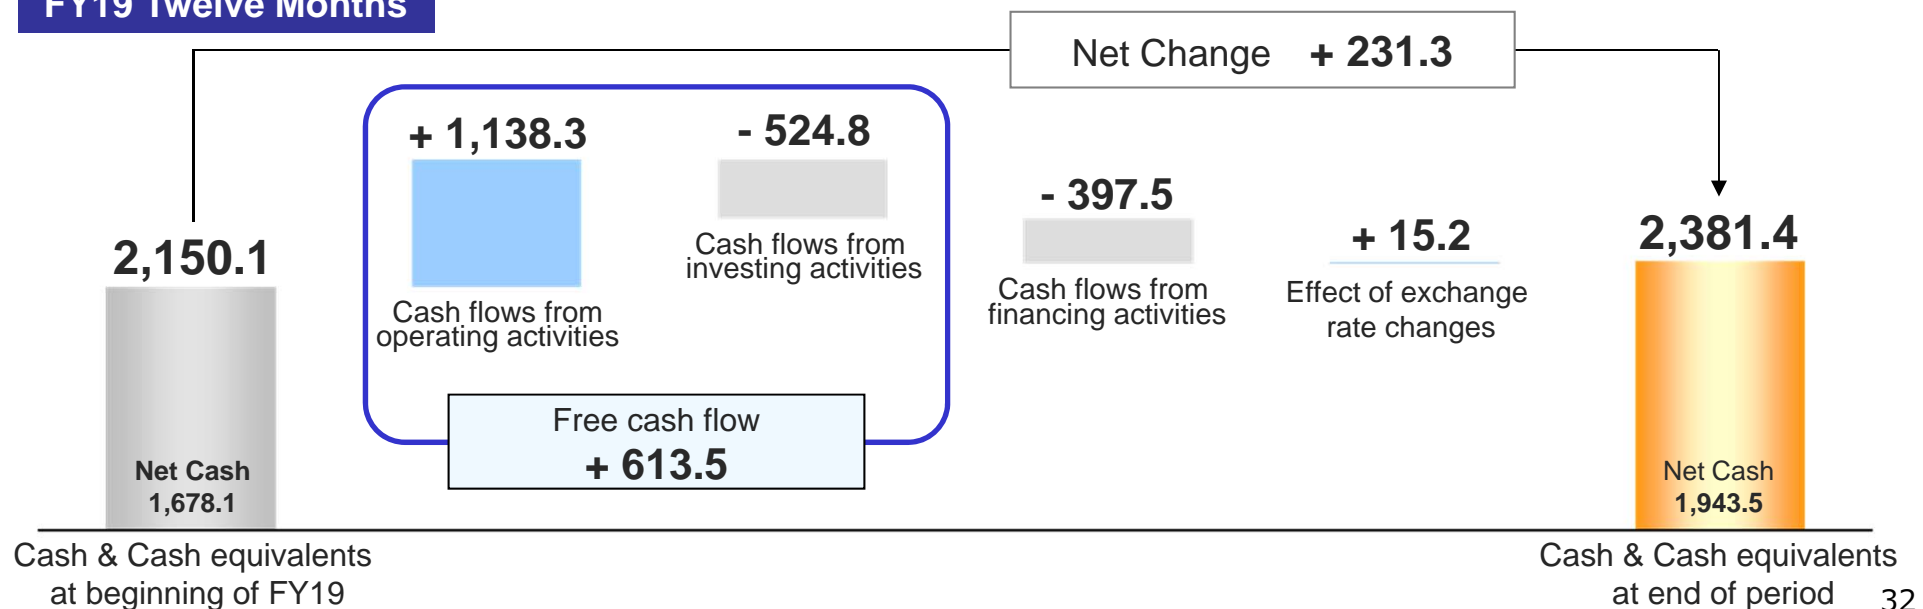 FY19 Twelve Months
Net Change + 231.3
+ 1,138.3
- 524.8
- 397.5
+ 15.2
2,150.1
2,381.4
Cash flows from
investing activities
Cash flows from
operating activities
Cash flows from
financing activities
Effect of exchange
rate changes
Free cash flow
+ 613.5
Net Cash
1,678.1
Net Cash
1,943.5
Cash & Cash equivalents
at beginning of FY19
Cash & Cash equivalents
at end of period
32